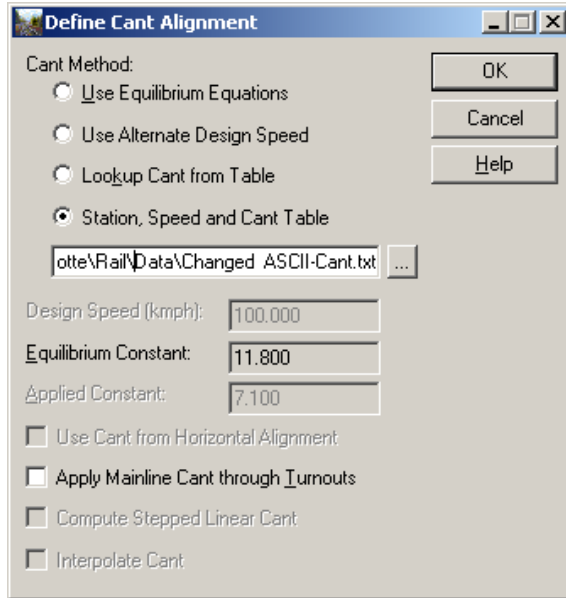 Define Cant Alignment
Cant Method:
Use Equilibrium Equations
Use Alternate Design Speed
Lookup Cant from Table
Station, Speed and Cant Table
otte\Rail\Data\Changed ASCII-Cant.txt
...
Design Speed (kmph):
100.000
Equilibrium Constant:
11.800
Applied Constant:
7.100
Use Cant from Horizontal Alignment
Apply Mainline Cant through Turnouts
Compute Stepped Linear Cant
Interpolate Cant
OK
Cancel
Help